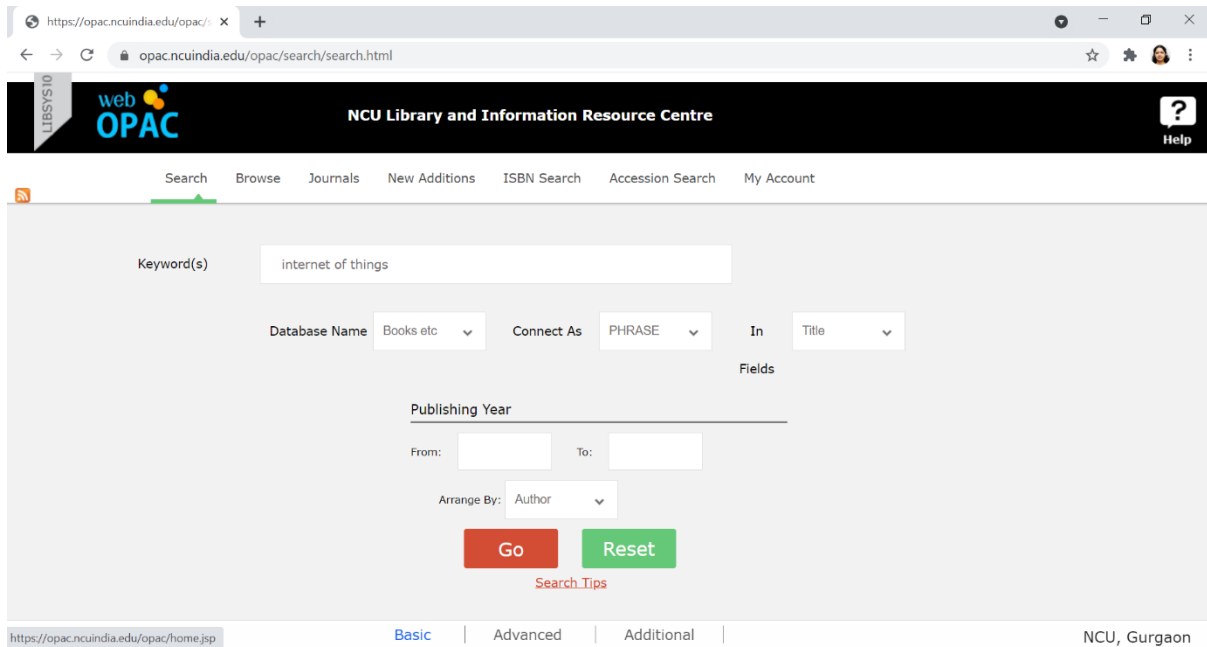 https://opac.ncuindia.edu/opac/s
opac.ncuindia.edu/opac/search/search.html
LIBSYS10
web
OPAC
NCU Library and Information Resource Centre
?
Help
Search Browse Journals New Additions ISBN Search Accession Search My Account
Keyword(s) internet of things
Database Name Books etc Connect As PHRASE In Title
Fields
Publishing Year
From: To:
Arrange By: Author
Go Reset
Search Tips
https://opac.ncuindia.edu/opac/home.jsp Basic | Advanced | Additional | NCU, Gurgaon